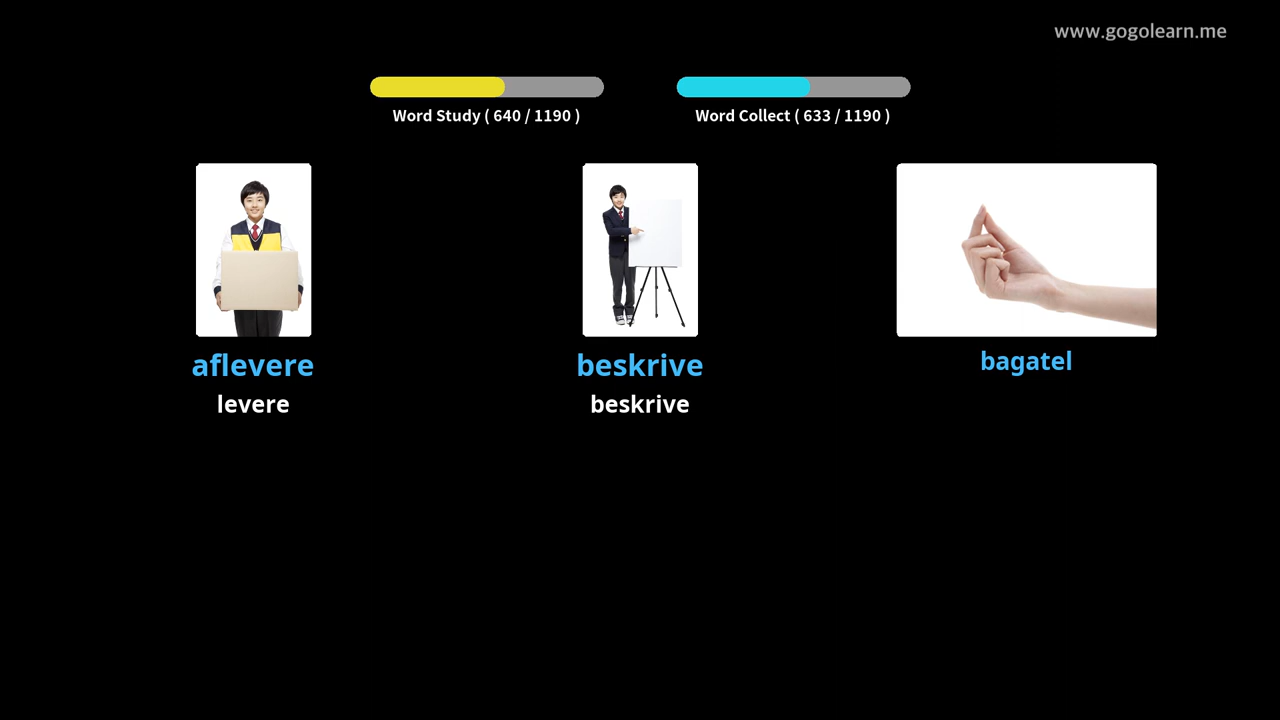 www.gogolearn.me
Word Study ( 640 / 1190 )
Word Collect ( 633 / 1190 )
aflevere
levere
beskrive
beskrive
bagatel